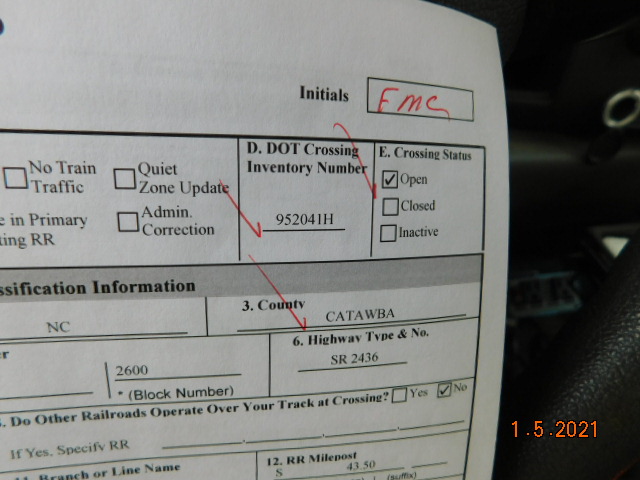 Initials FMG
No Train Traffic
Quiet Zone Update
D. DOT Crossing Inventory Number
E. Crossing Status
Open
Closed
Inactive
e in Primary
ting RR
Admin. Correction
952041H
ssification Information
NC
3. County
CATAWBA
er
2600
* (Block Number)
6. Highway Type & No.
SR 2436
. Do Other Railroads Operate Over Your Track at Crossing? Yes No
If Yes, Specify RR
, , ,
11. Branch or Line Name
12. RR Milepost
S 43.50
(suffix)
1.5.2021